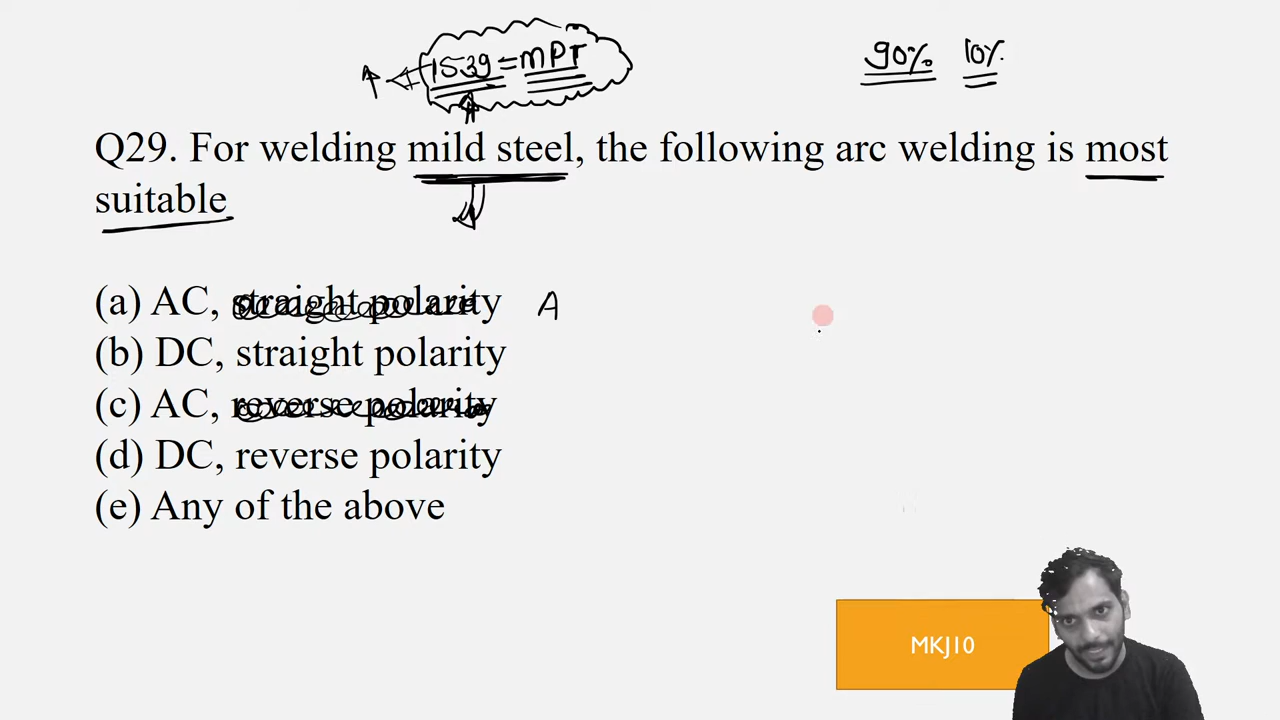 1539=MPT
90% 10%
Q29. For welding mild steel, the following arc welding is most
suitable
(a) AC, straight polarity A
(b) DC, straight polarity
(c) AC, reverse polarity
(d) DC, reverse polarity
(e) Any of the above
MKJ10